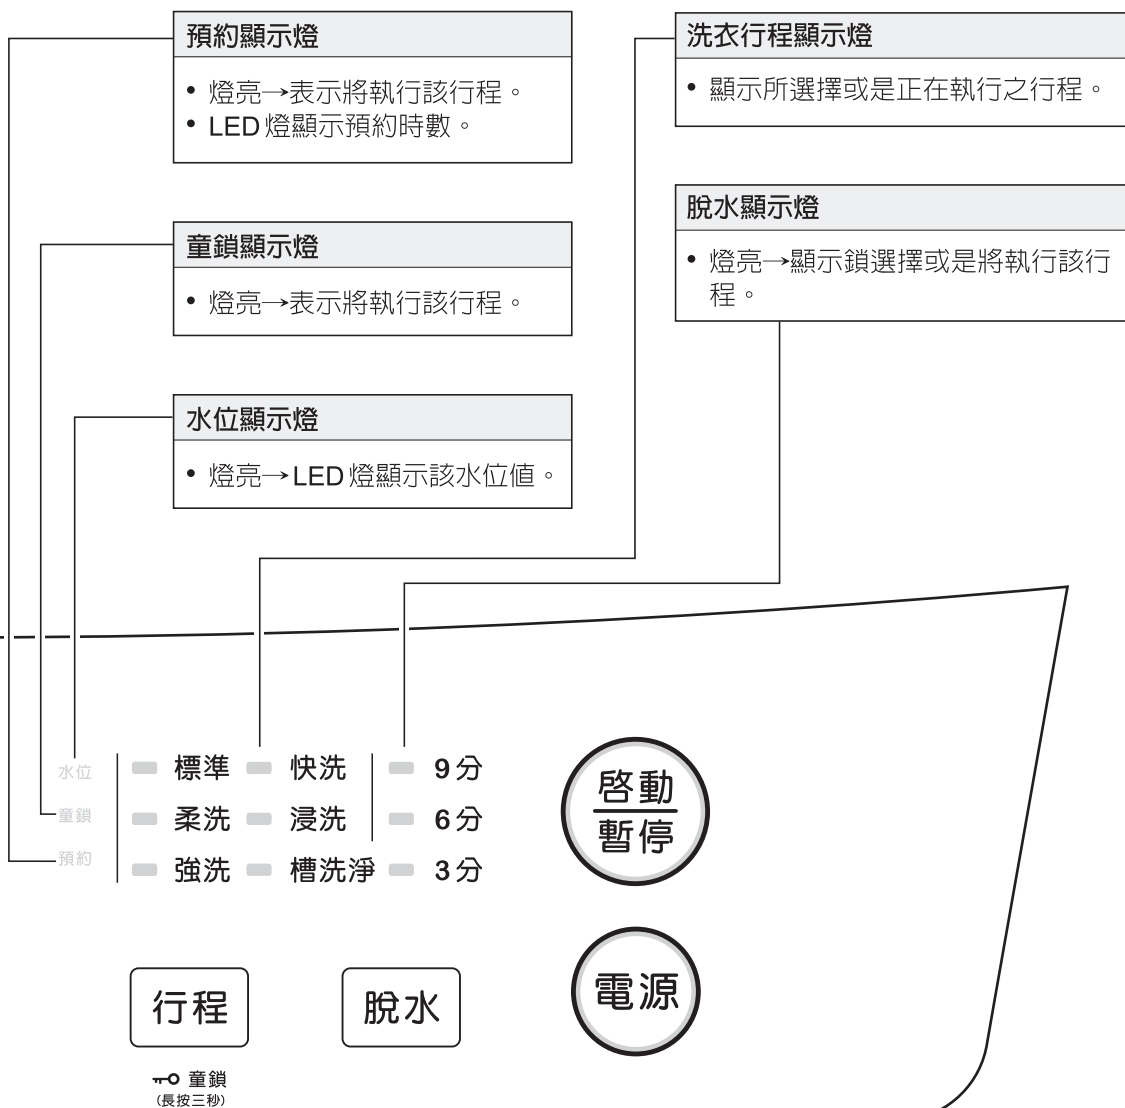 預約顯示燈
• 燈亮→表示將執行該行程。
• LED燈顯示預約時數。
童鎖顯示燈
• 燈亮→表示將執行該行程。
水位顯示燈
• 燈亮→LED燈顯示該水位值。
洗衣行程顯示燈
• 顯示所選擇或是正在執行之行程。
脫水顯示燈
• 燈亮→顯示鎖選擇或是將執行該行
程。
水位 標準 快洗 9分
童鎖 柔洗 浸洗 6分
預約 強洗 槽洗淨 3分
啓動
暫停
行程
脫水
電源
童鎖
(長按三秒)